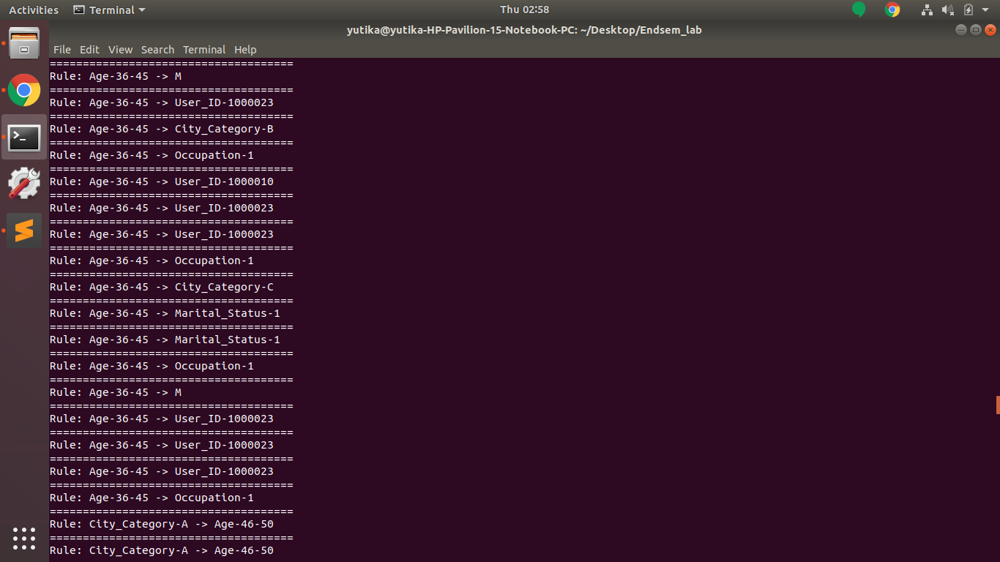 Activities Terminal Thu 02:58
yutika@yutika-HP-Pavilion-15-Notebook-PC: ~/Desktop/Endsem_lab
File Edit View Search Terminal Help
=====================================
Rule: Age-36-45 -> M
=====================================
Rule: Age-36-45 -> User_ID-1000023
=====================================
Rule: Age-36-45 -> City_Category-B
=====================================
Rule: Age-36-45 -> Occupation-1
=====================================
Rule: Age-36-45 -> User_ID-1000010
=====================================
Rule: Age-36-45 -> User_ID-1000023
=====================================
Rule: Age-36-45 -> User_ID-1000023
=====================================
Rule: Age-36-45 -> Occupation-1
=====================================
Rule: Age-36-45 -> City_Category-C
=====================================
Rule: Age-36-45 -> Marital_Status-1
=====================================
Rule: Age-36-45 -> Marital_Status-1
=====================================
Rule: Age-36-45 -> Occupation-1
=====================================
Rule: Age-36-45 -> M
=====================================
Rule: Age-36-45 -> User_ID-1000023
=====================================
Rule: Age-36-45 -> User_ID-1000023
=====================================
Rule: Age-36-45 -> User_ID-1000023
=====================================
Rule: Age-36-45 -> Occupation-1
=====================================
Rule: City_Category-A -> Age-46-50
=====================================
Rule: City_Category-A -> Age-46-50